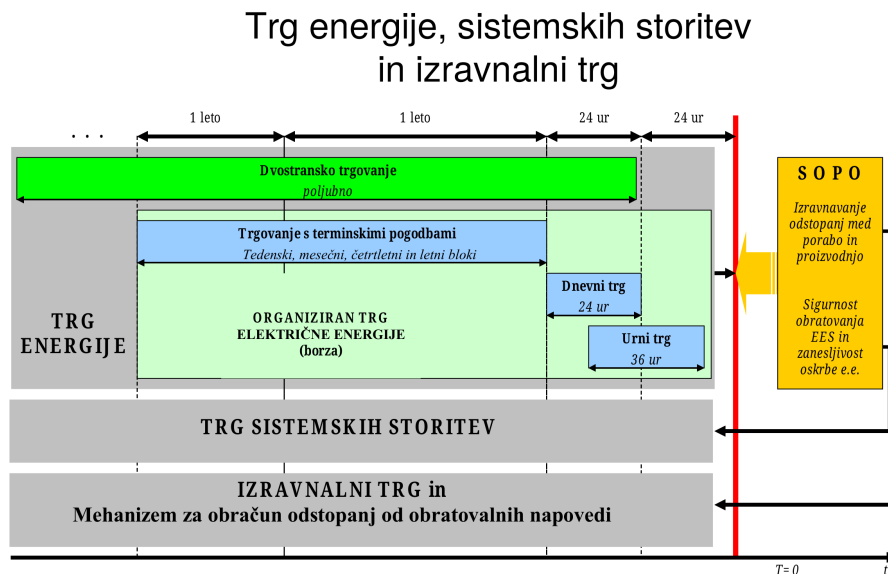 Trg energije, sistemskih storitev
in izravnalni trg
. . .
1 leto
1 leto
24 ur
24 ur
Dvostransko trgovanje
poljubno
Trgovanje s terminskimi pogodbami
Tedenski, mesečni, četrtletni in letni bloki
Dnevni trg
24 ur
Urni trg
36 ur
ORGANIZIRAN TRG
ELEKTRIČNE ENERGIJE
(borza)
TRG
ENERGIJE
SOPO
Izravnavanje
odstopanj med
porabo in
proizvodnjo
Sigurnost
obratovanja
EES in
zanesljivost
oskrbe e.e.
TRG SISTEMSKIH STORITEV
IZRAVNALNI TRG in
Mehanizem za obračun odstopanj od obratovalnih napovedi
T= 0
t